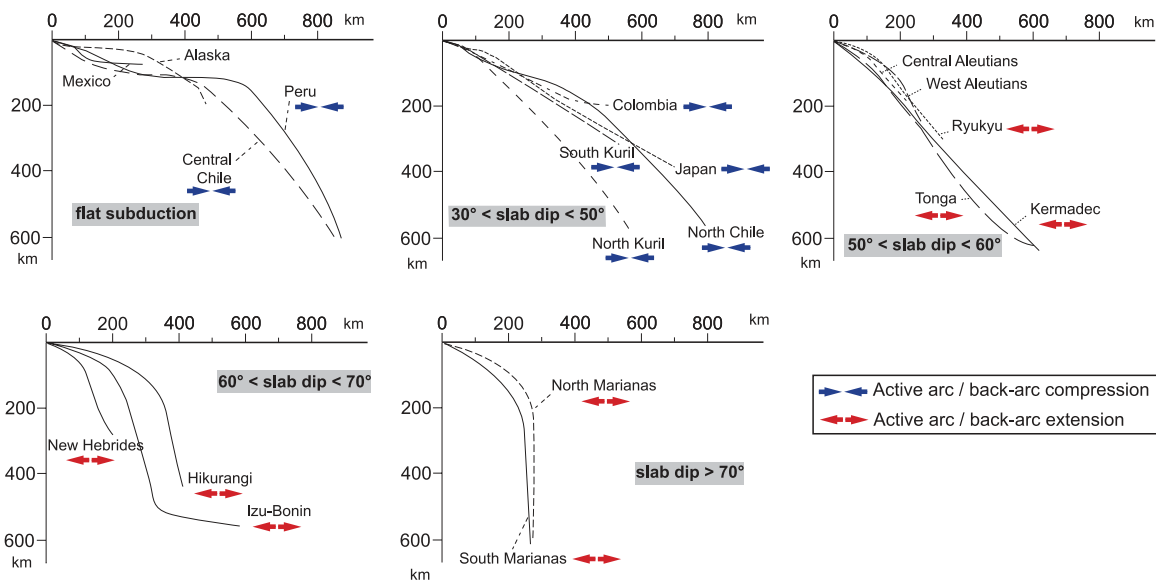 km
0 200 400 600 800
Alaska
Mexico
Peru
200
Central
Chile
400
flat subduction
600
km
km
0 200 400 600 800
200
Colombia
South Kuril
Japan
400
30° < slab dip < 50°
600
km
North Kuril
North Chile
km
0 200 400 600 800
Central Aleutians
West Aleutians
200
Ryukyu
400
Tonga
Kermadec
50° < slab dip < 60°
600
km
km
0 200 400 600 800
60° < slab dip < 70°
200
New Hebrides
400
Hikurangi
Izu-Bonin
600
km
km
0 200 400 600 800
North Marianas
200
400
slab dip > 70°
600
km
South Marianas
Active arc / back-arc compression
Active arc / back-arc extension